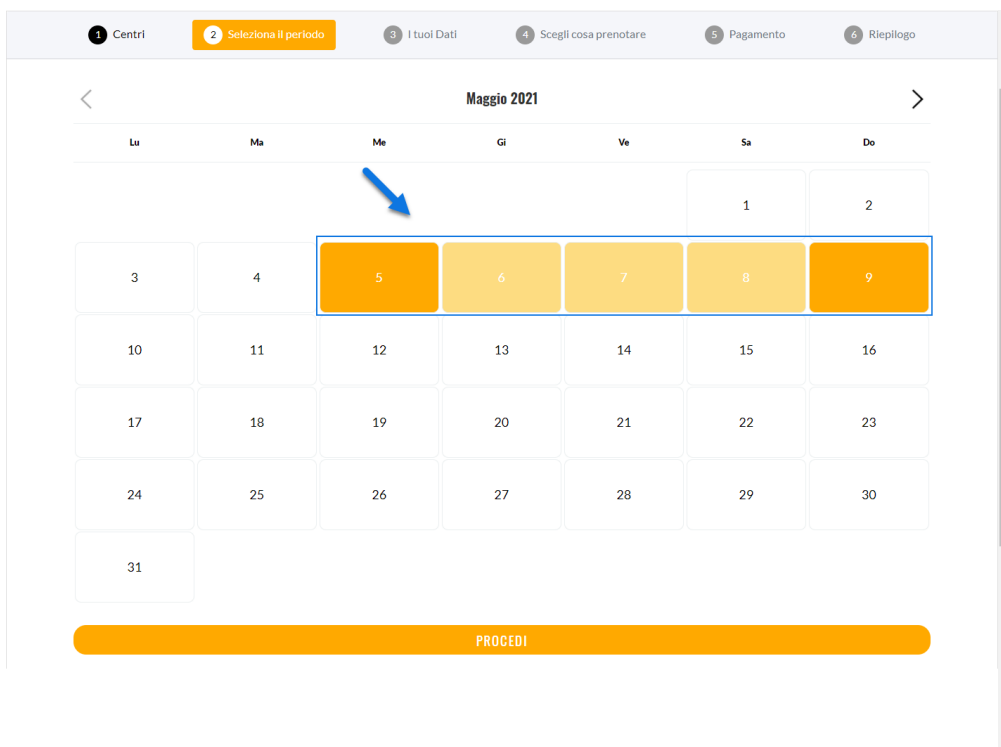 1 Centri 2 Seleziona il periodo 3 I tuoi Dati 4 Scegli cosa prenotare 5 Pagamento 6 Riepilogo
Maggio 2021
Lu Ma Me Gi Ve Sa Do
1 2
3 4 5 6 7 8 9
10 11 12 13 14 15 16
17 18 19 20 21 22 23
24 25 26 27 28 29 30
31
PROCEDI